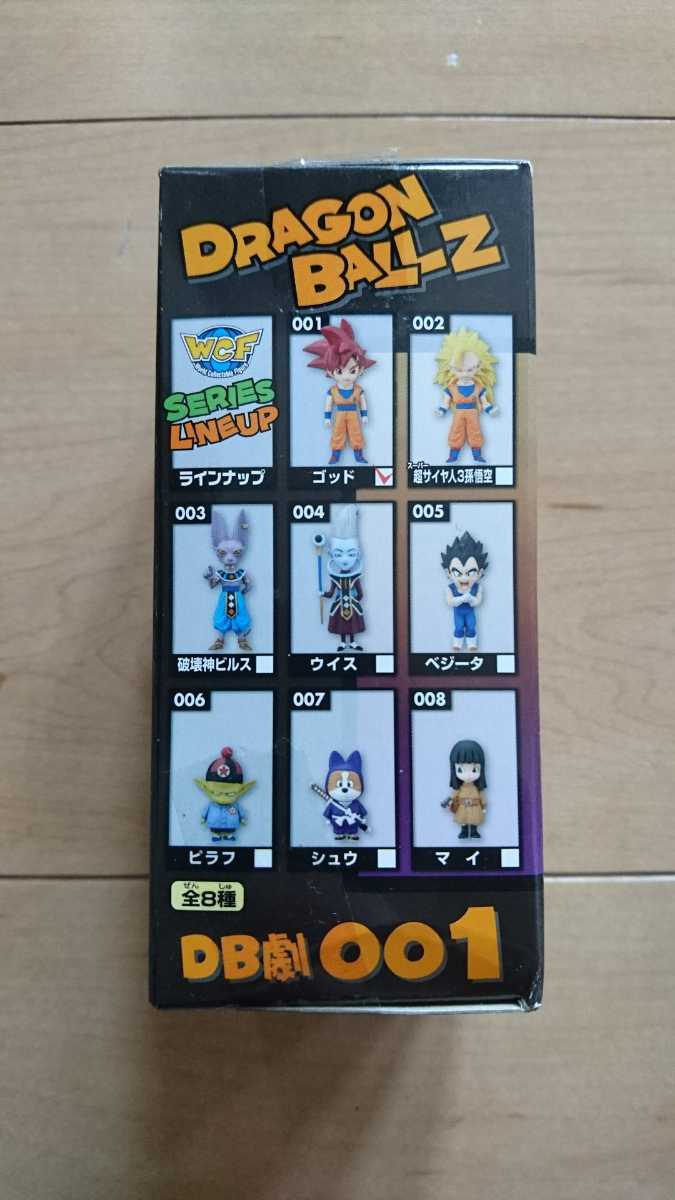 DRAGON
BALL Z
WCF
World Collectable Figure
SERIES
LINEUP
ラインナップ
001
ゴッド
002
スーパー
超サイヤ人3孫悟空
003
破壊神ビルス
004
ウイス
005
ベジータ
006
ピラフ
007
シュウ
008
マイ
ぜん しゅ
全8種
DB劇001